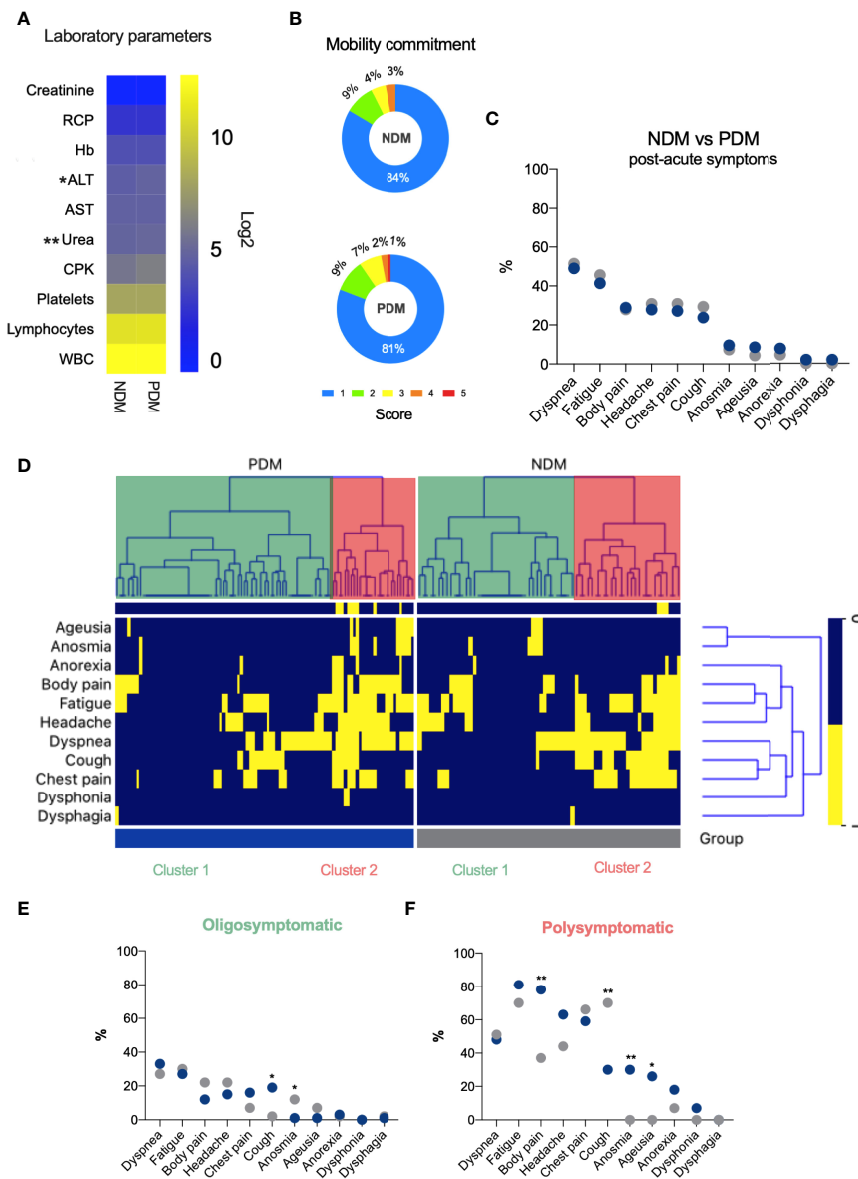 A
Laboratory parameters
Creatinine
RCP
Hb
*ALT
AST
**Urea
CPK
Platelets
Lymphocytes
WBC
NDM
PDM
10
5
0
Log2
B
Mobility commitment
9%
4%
3%
NDM
84%
9%
7%
2%
1%
PDM
81%
1
2
3
4
5
Score
C
NDM vs PDM
post-acute symptoms
100
80
60
40
20
0
%
Dyspnea
Fatigue
Body pain
Headache
Chest pain
Cough
Anosmia
Ageusia
Anorexia
Dysphonia
Dysphagia
D
PDM
NDM
Ageusia
Anosmia
Anorexia
Body pain
Fatigue
Headache
Dyspnea
Cough
Chest pain
Dysphonia
Dysphagia
Group
Cluster 1
Cluster 2
Cluster 1
Cluster 2
E
Oligosymptomatic
100
80
60
40
20
0
%
*
*
Dyspnea
Fatigue
Body pain
Headache
Chest pain
Cough
Anosmia
Ageusia
Anorexia
Dysphonia
Dysphagia
F
Polysymptomatic
100
80
60
40
20
0
%
**
**
**
*
Dyspnea
Fatigue
Body pain
Headache
Chest pain
Cough
Anosmia
Ageusia
Anorexia
Dysphonia
Dysphagia